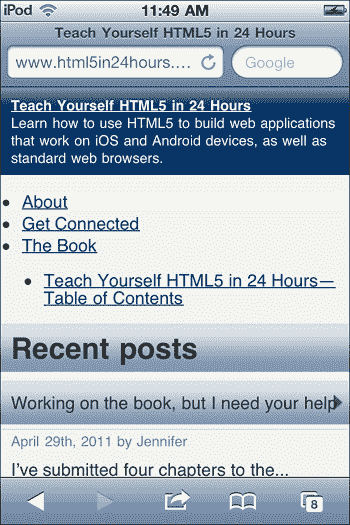 iPod 11:49 AM
Teach Yourself HTML5 in 24 Hours
www.html5in24hours.... Google
Teach Yourself HTML5 in 24 Hours
Learn how to use HTML5 to build web applications
that work on iOS and Android devices, as well as
standard web browsers.
About
Get Connected
The Book
Teach Yourself HTML5 in 24 Hours—
Table of Contents
Recent posts
Working on the book, but I need your help
April 29th, 2011 by Jennifer
I've submitted four chapters to the...
8